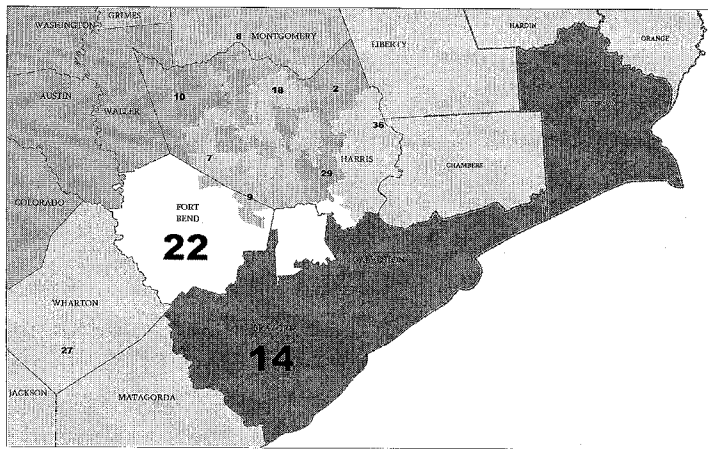 GRIMES
WASHINGTON
8 MONTGOMERY
LIBERTY
HARDIN
ORANGE
AUSTIN
WALLER
10
18
2
36
7
HARRIS
29
CHAMBERS
9
COLORADO
FORT
BEND
22
WHARTON
27
14
JACKSON
MATAGORDA